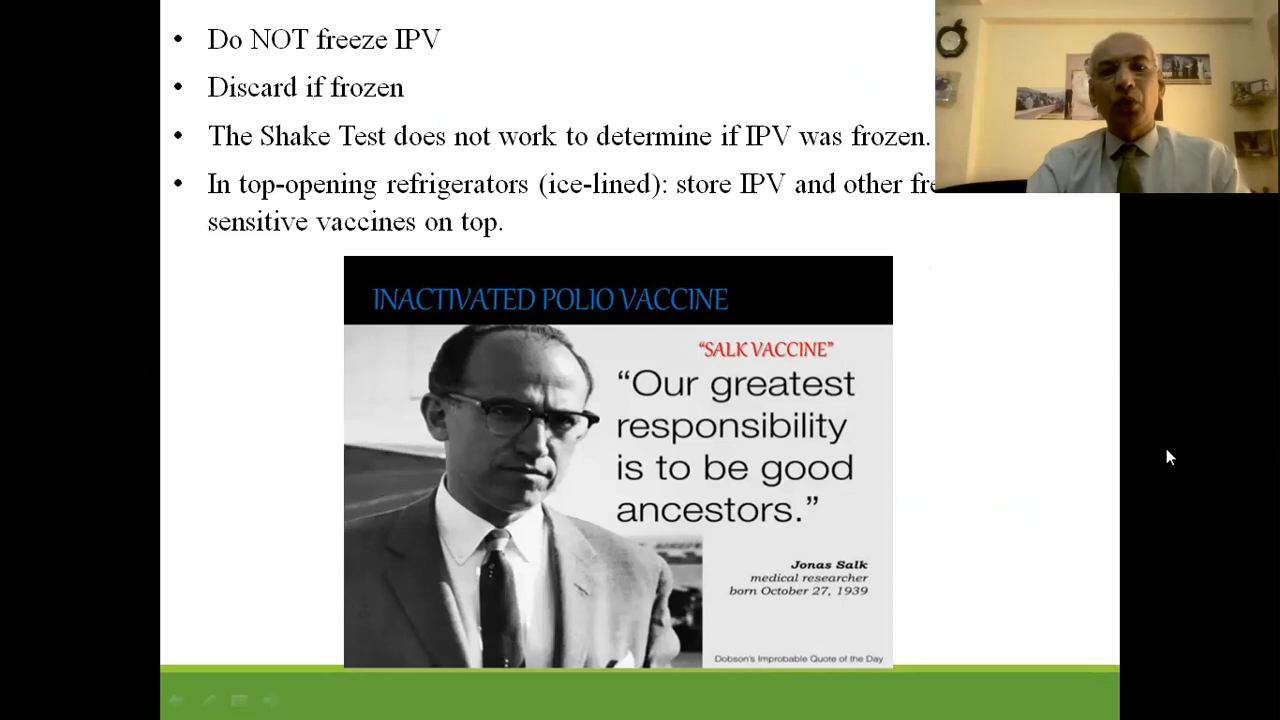 • Do NOT freeze IPV
• Discard if frozen
• The Shake Test does not work to determine if IPV was frozen.
• In top-opening refrigerators (ice-lined): store IPV and other
sensitive vaccines on top.
INACTIVATED POLIO VACCINE
“SALK VACCINE”
“Our greatest
responsibility
is to be good
ancestors.”
Jonas Salk
medical researcher
born October 27, 1939
Dobson's Improbable Quote of the Day